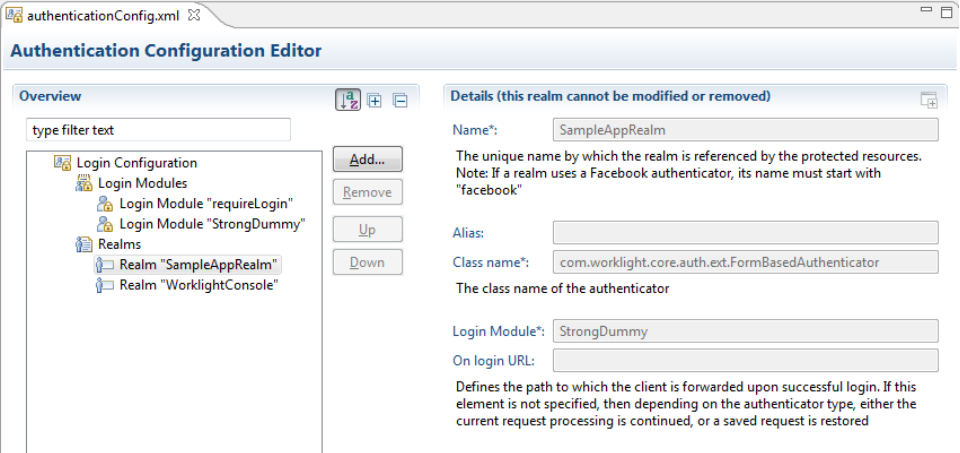 authenticationConfig.xml
Authentication Configuration Editor
Overview
type filter text
Login Configuration
Login Modules
Login Module "requireLogin"
Login Module "StrongDummy"
Realms
Realm "SampleAppRealm"
Realm "WorklightConsole"
Add...
Remove
Up
Down
Details (this realm cannot be modified or removed)
Name*: SampleAppRealm
The unique name by which the realm is referenced by the protected resources.
Note: If a realm uses a Facebook authenticator, its name must start with
"facebook"
Alias:
Class name*: com.worklight.core.auth.ext.FormBasedAuthenticator
The class name of the authenticator
Login Module*: StrongDummy
On login URL:
Defines the path to which the client is forwarded upon successful login. If this
element is not specified, then depending on the authenticator type, either the
current request processing is continued, or a saved request is restored